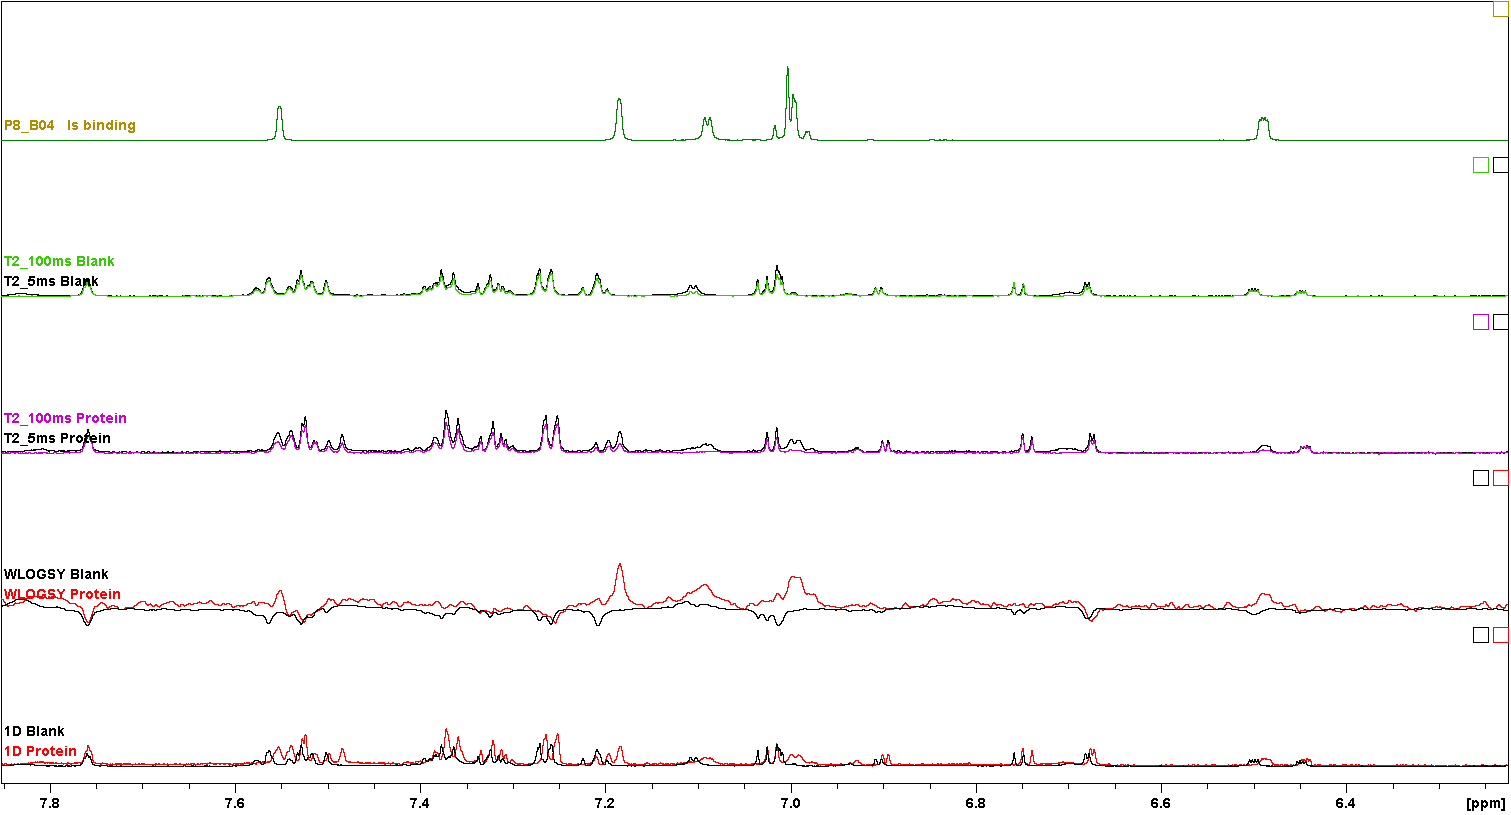 P8_B04 Is binding
T2_100ms Blank
T2_5ms Blank
T2_100ms Protein
T2_5ms Protein
WLOGSY Blank
WLOGSY Protein
1D Blank
1D Protein
7.8 7.6 7.4 7.2 7.0 6.8 6.6 6.4 [ppm]